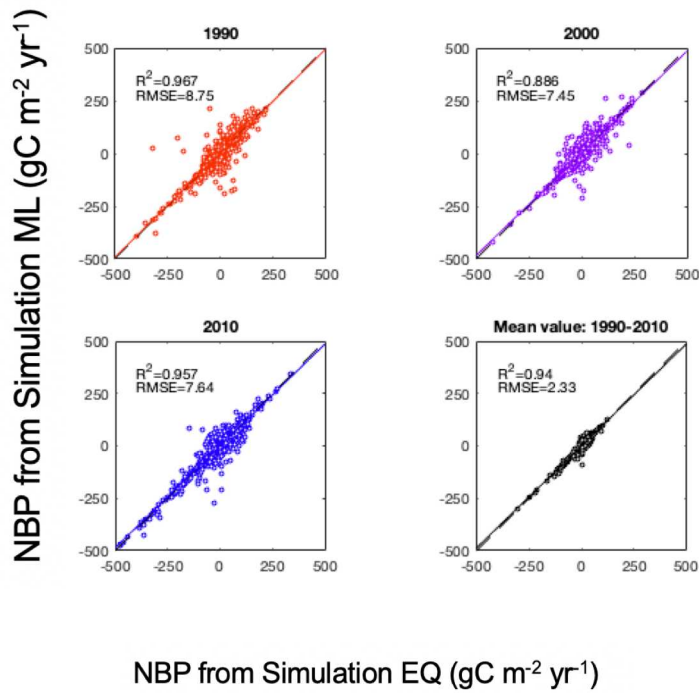 NBP from Simulation ML (gC m⁻² yr⁻¹)
1990
500
250
0
-250
-500
R²=0.967
RMSE=8.75
-500 -250 0 250 500
2000
500
250
0
-250
-500
R²=0.886
RMSE=7.45
-500 -250 0 250 500
2010
500
250
0
-250
-500
R²=0.957
RMSE=7.64
-500 -250 0 250 500
Mean value: 1990-2010
500
250
0
-250
-500
R²=0.94
RMSE=2.33
-500 -250 0 250 500
NBP from Simulation EQ (gC m⁻² yr⁻¹)